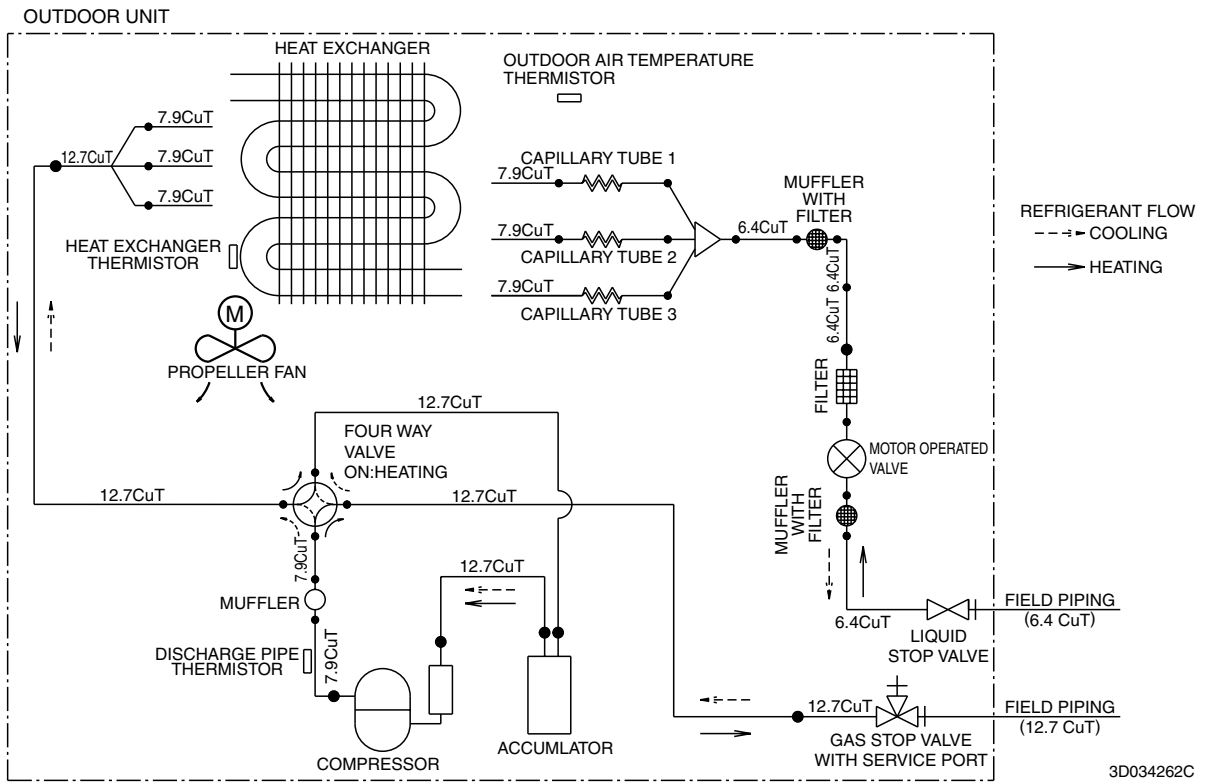 OUTDOOR UNIT
HEAT EXCHANGER
OUTDOOR AIR TEMPERATURE
THERMISTOR
7.9CuT
12.7CuT
7.9CuT
7.9CuT
HEAT EXCHANGER
THERMISTOR
M
PROPELLER FAN
CAPILLARY TUBE 1
7.9CuT
7.9CuT
CAPILLARY TUBE 2
7.9CuT
CAPILLARY TUBE 3
6.4CuT
MUFFLER
WITH
FILTER
6.4CuT
6.4CuT
FILTER
MOTOR OPERATED
VALVE
MUFFLER
WITH
FILTER
REFRIGERANT FLOW
COOLING
HEATING
12.7CuT
FOUR WAY
VALVE
ON:HEATING
12.7CuT
12.7CuT
7.9CuT
MUFFLER
DISCHARGE PIPE
THERMISTOR
7.9CuT
COMPRESSOR
12.7CuT
ACCUMLATOR
6.4CuT
LIQUID
STOP VALVE
FIELD PIPING
(6.4 CuT)
12.7CuT
GAS STOP VALVE
WITH SERVICE PORT
FIELD PIPING
(12.7 CuT)
3D034262C